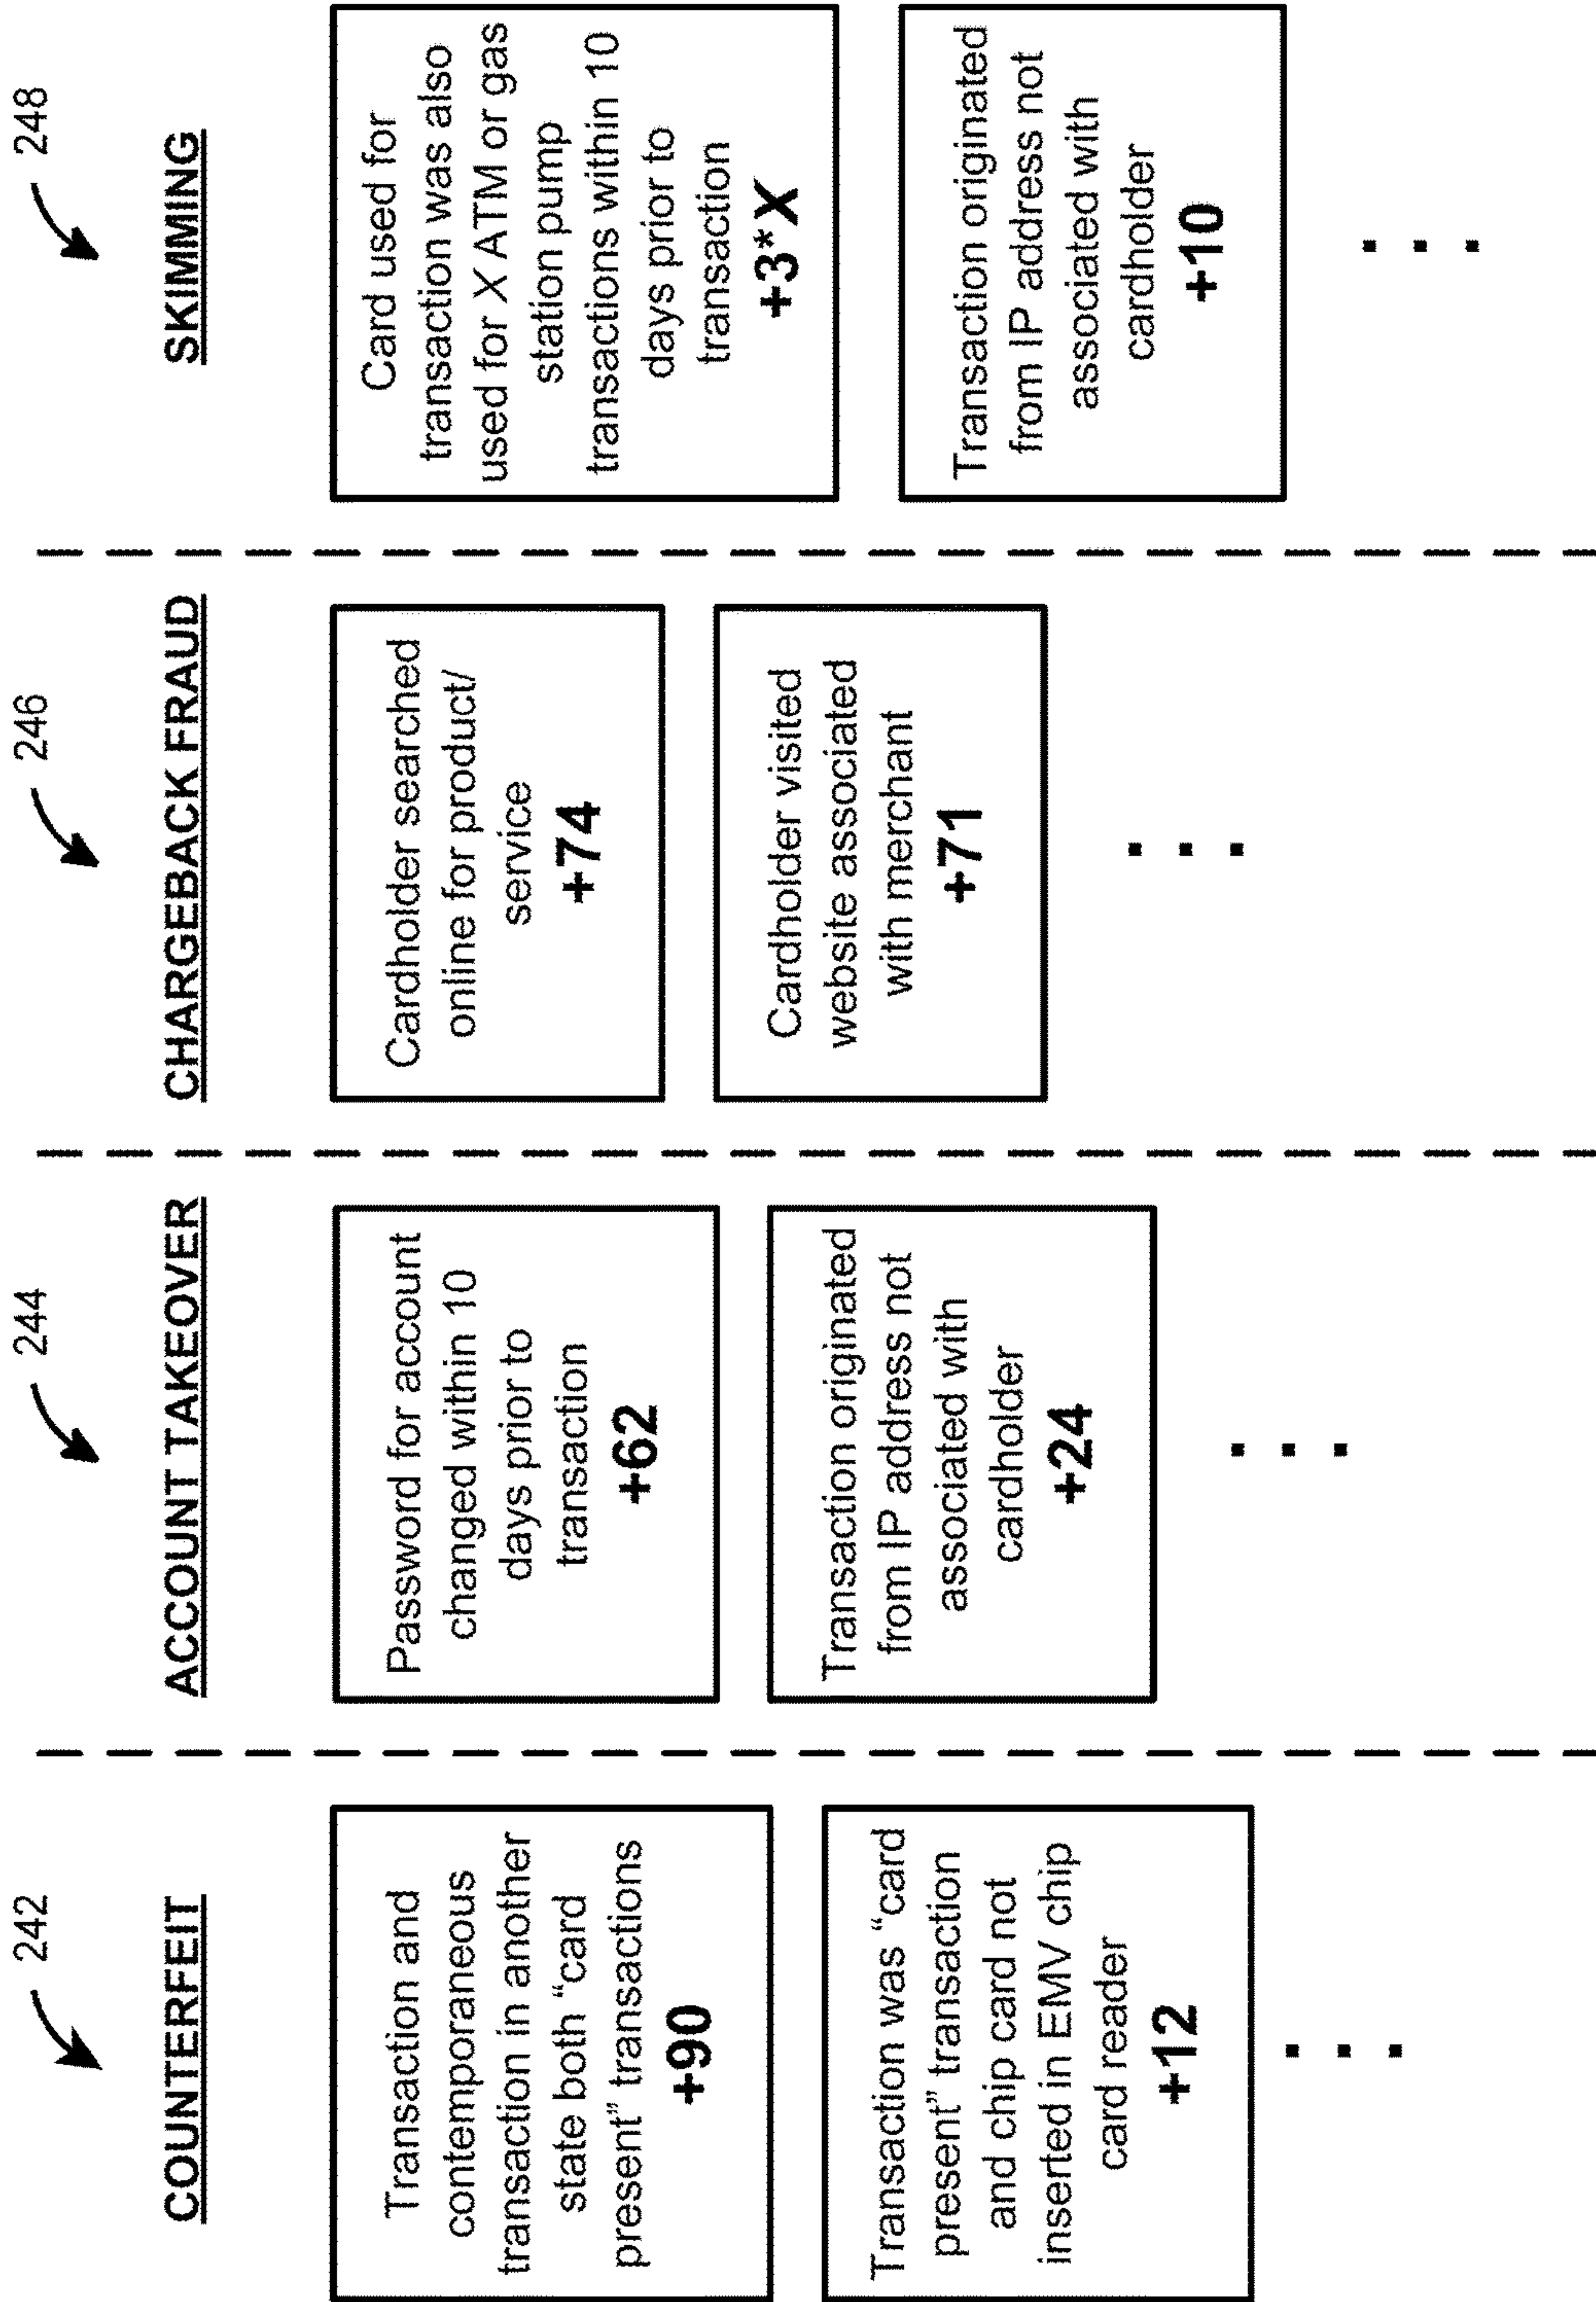 242
COUNTERFEIT
Transaction and
contemporaneous
transaction in another
state both “card
present” transactions
+90
Transaction was “card
present” transaction
and chip card not
inserted in EMV chip
card reader
+12
244
ACCOUNT TAKEOVER
Password for account
changed within 10
days prior to
transaction
+62
Transaction originated
from IP address not
associated with
cardholder
+24
246
CHARGEBACK FRAUD
Cardholder searched
online for product/
service
+74
Cardholder visited
website associated
with merchant
+71
248
SKIMMING
Card used for
transaction was also
used for X ATM or gas
station pump
transactions within 10
days prior to
transaction
+3*X
Transaction originated
from IP address not
associated with
cardholder
+10